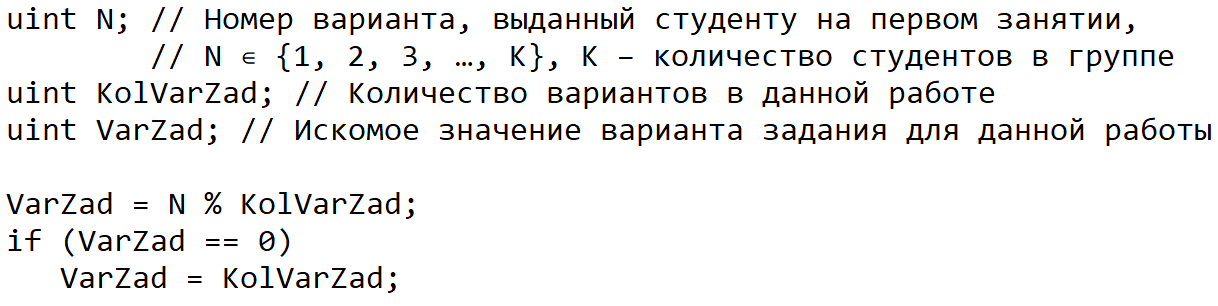 uint N; // Номер варианта, выданный студенту на первом занятии,
// N ∊ {1, 2, 3, …, K}, K – количество студентов в группе
uint KolVarZad; // Количество вариантов в данной работе
uint VarZad; // Искомое значение варианта задания для данной работы
VarZad = N % KolVarZad;
if (VarZad == 0)
VarZad = KolVarZad;